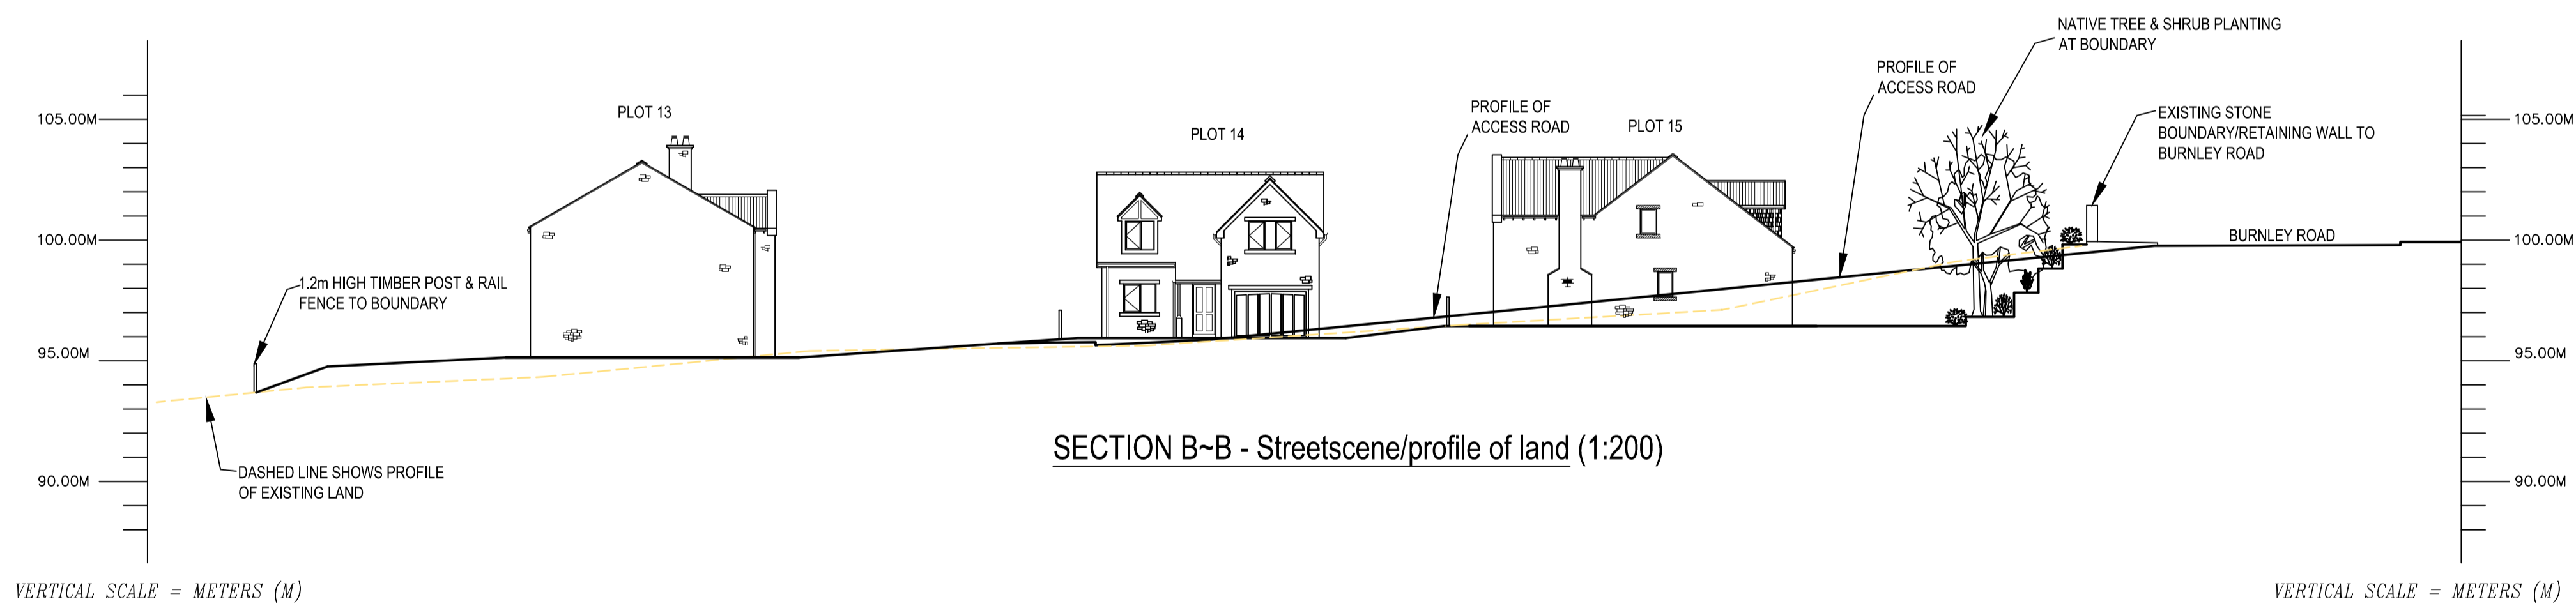 NATIVE TREE & SHRUB PLANTING
AT BOUNDARY
PROFILE OF
ACCESS ROAD
PLOT 13
PROFILE OF
ACCESS ROAD
EXISTING STONE
BOUNDARY/RETAINING WALL TO
BURNLEY ROAD
105.00M
PLOT 14
PLOT 15
105.00M
100.00M
BURNLEY ROAD
100.00M
1.2m HIGH TIMBER POST & RAIL
FENCE TO BOUNDARY
95.00M
95.00M
SECTION B~B - Streetscene/profile of land (1:200)
DASHED LINE SHOWS PROFILE
OF EXISTING LAND
90.00M
90.00M
VERTICAL SCALE = METERS (M)
VERTICAL SCALE = METERS (M)